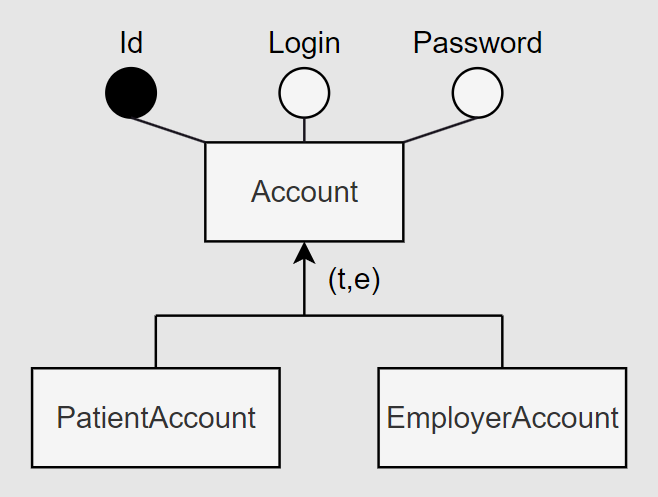 Id
Login
Password
Account
(t,e)
PatientAccount
EmployerAccount